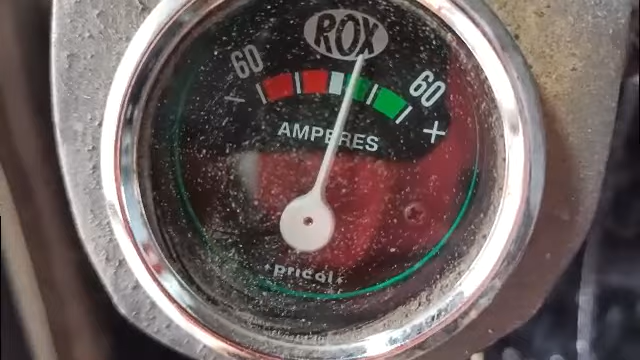 ROX
60 60
- +
AMPERES
pricol